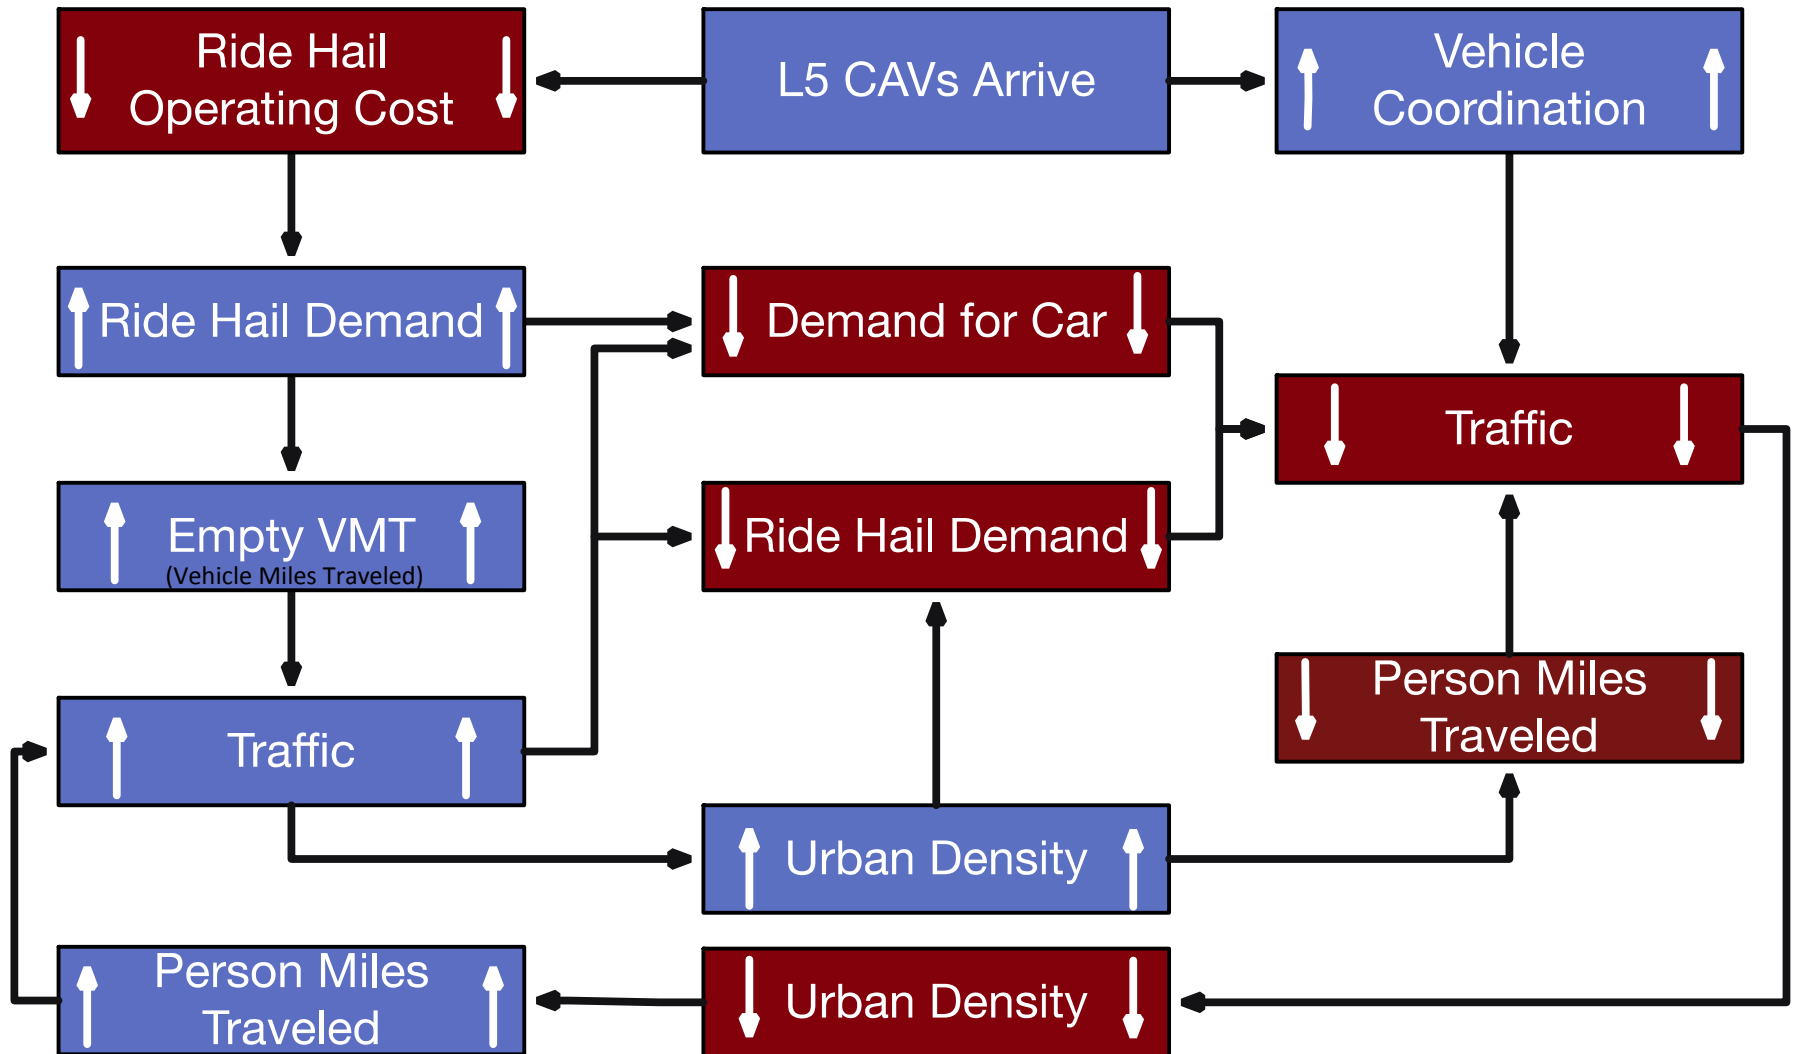 Ride Hail
Operating Cost
L5 CAVs Arrive
Vehicle
Coordination
Ride Hail Demand
Demand for Car
Traffic
Empty VMT
(Vehicle Miles Traveled)
Ride Hail Demand
Person Miles
Traveled
Traffic
Urban Density
Person Miles
Traveled
Urban Density